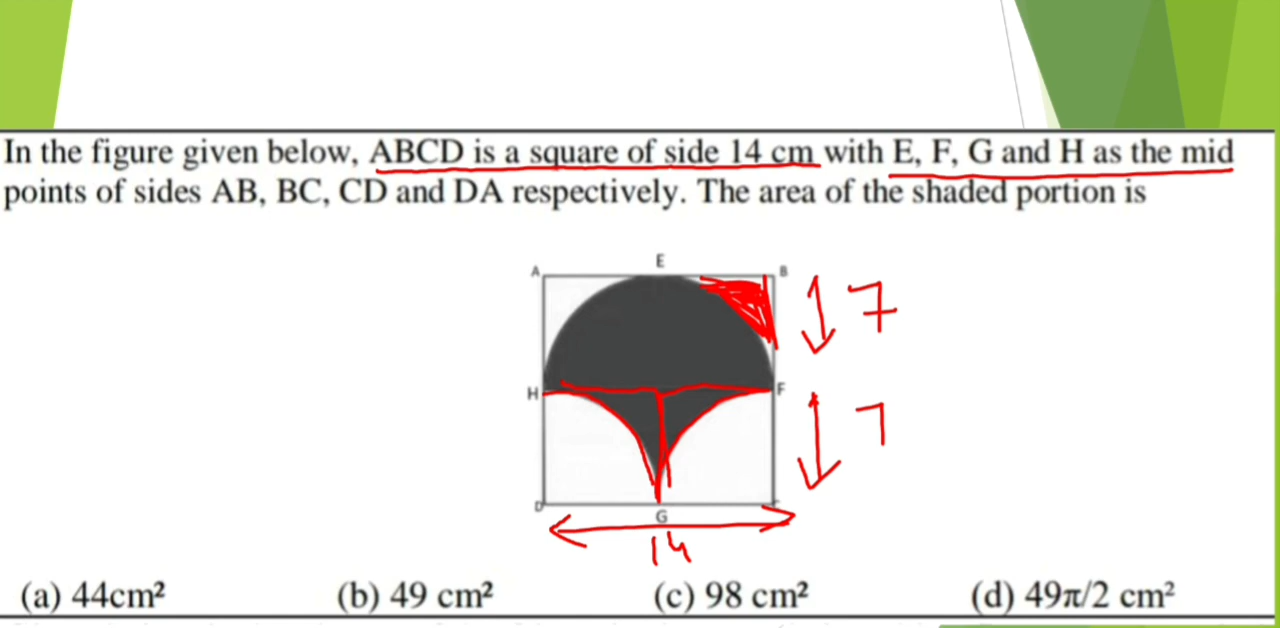 In the figure given below, ABCD is a square of side 14 cm with E, F, G and H as the mid
points of sides AB, BC, CD and DA respectively. The area of the shaded portion is
E
A B
7
H F
7
D
G
14
(a) 44cm² (b) 49 cm² (c) 98 cm² (d) 49π/2 cm²